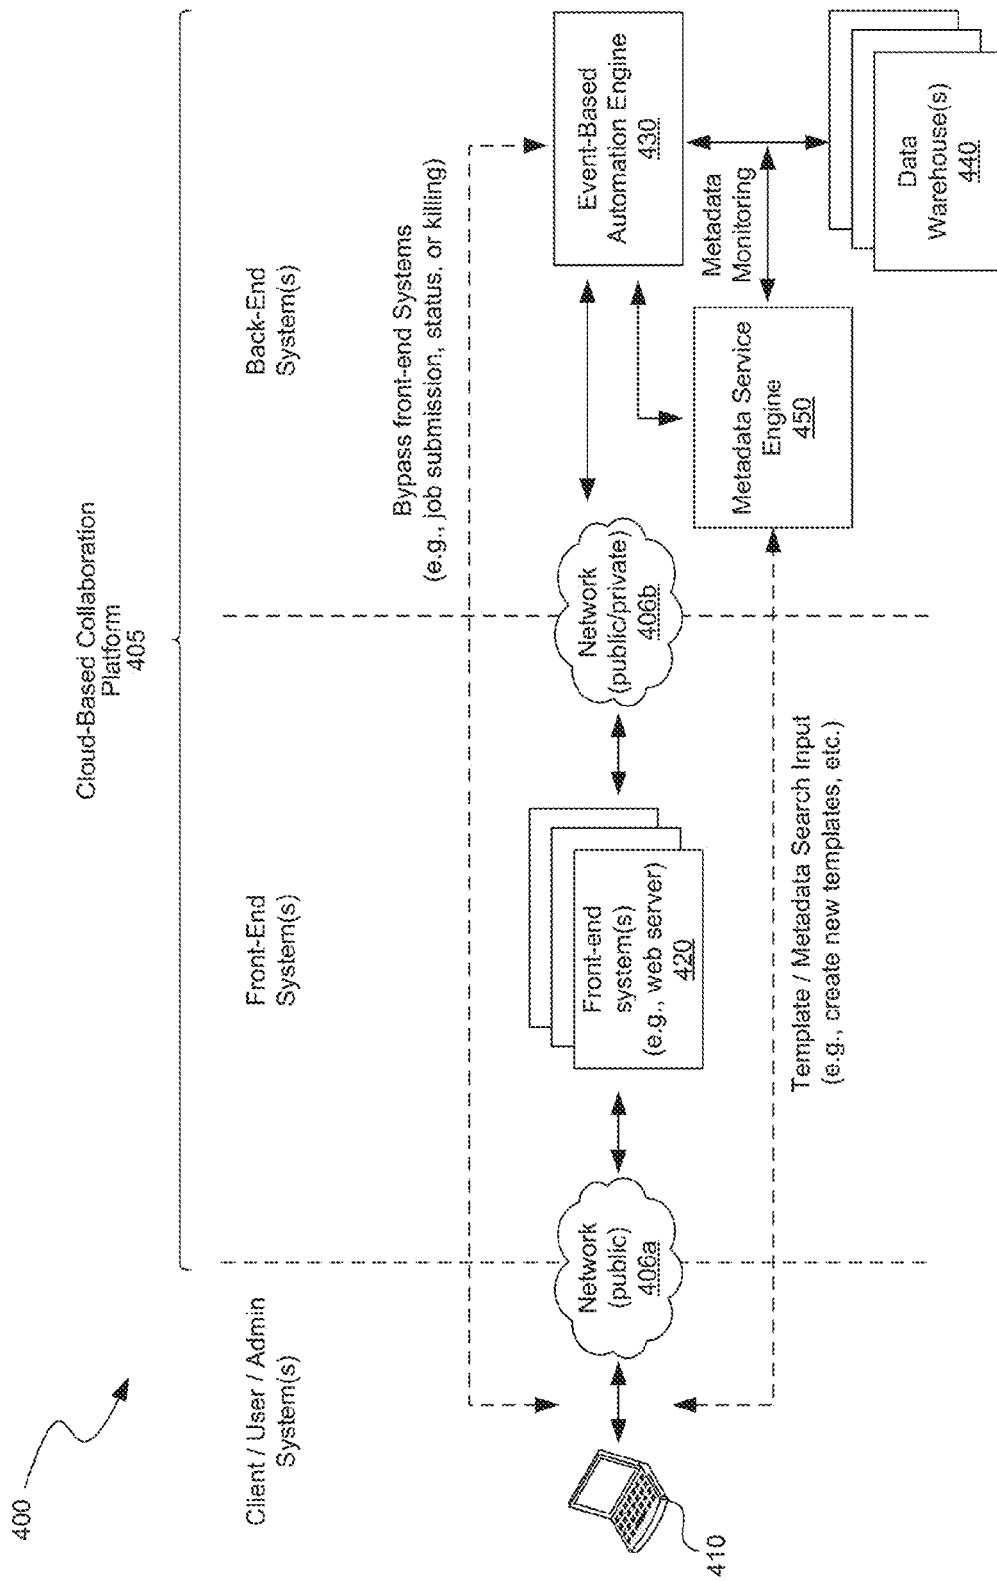 400
Cloud-Based Collaboration
Platform
405
Client / User / Admin
System(s)
Front-End
System(s)
Back-End
System(s)
Bypass front-end Systems
(e.g., job submission, status, or killing)
410
Network
(public)
406a
Front-end
system(s)
(e.g., web server)
420
Network
(public/private)
406b
Event-Based
Automation Engine
430
Metadata
Monitoring
Metadata Service
Engine
450
Data
Warehouse(s)
440
Template / Metadata Search Input
(e.g., create new templates, etc.)